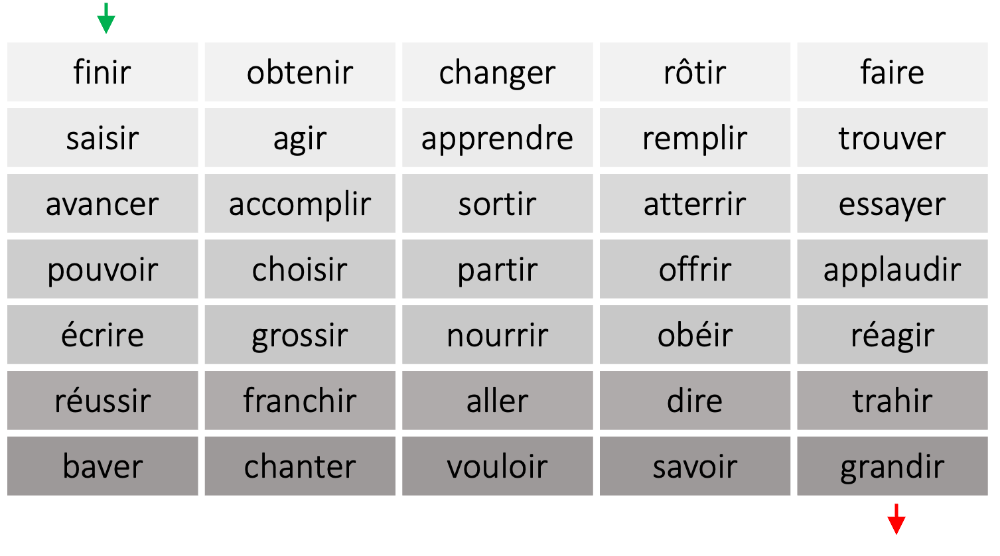 finir obtenir changer rôtir faire
saisir agir apprendre remplir trouver
avancer accomplir sortir atterrir essayer
pouvoir choisir partir offrir applaudir
écrire grossir nourrir obéir réagir
réussir franchir aller dire trahir
baver chanter vouloir savoir grandir